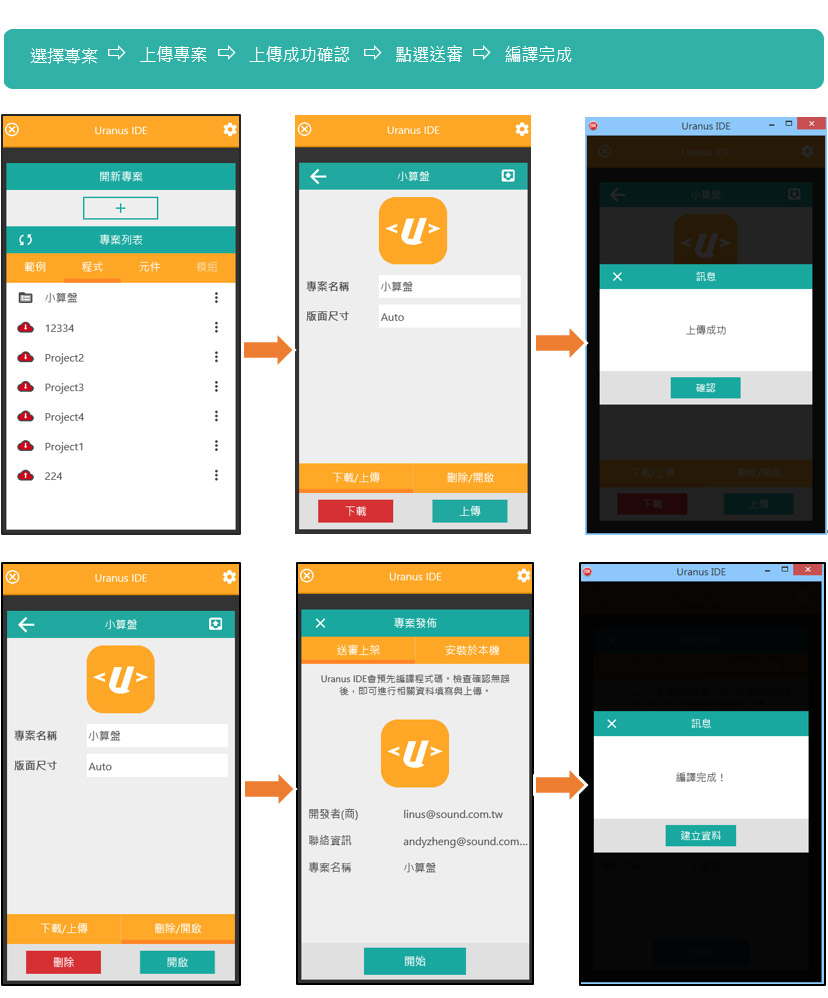 選擇專案 ⇨ 上傳專案 ⇨ 上傳成功確認 ⇨ 點選送審 ⇨ 編譯完成
Uranus IDE
開新專案
+
專案列表
範例 程式 元件 模組
小算盤
12334
Project2
Project3
Project4
Project1
224
Uranus IDE
小算盤
<U>
專案名稱 小算盤
版面尺寸 Auto
下載/上傳 刪除/開啟
下載 上傳
Uranus IDE
Uranus IDE
小算盤
訊息
上傳成功
確認
下載/上傳 刪除/開啟
下載 上傳
Uranus IDE
小算盤
<U>
專案名稱 小算盤
版面尺寸 Auto
下載/上傳 刪除/開啟
刪除 開啟
Uranus IDE
專案發佈
送審上架 安裝於本機
Uranus IDE會預先編譯程式碼。檢查確認無誤
後，即可進行相關資料填寫與上傳。
<U>
開發者(商) linus@sound.com.tw
聯絡資訊 andyzheng@sound.com...
專案名稱 小算盤
開始
Uranus IDE
訊息
編譯完成！
建立資料